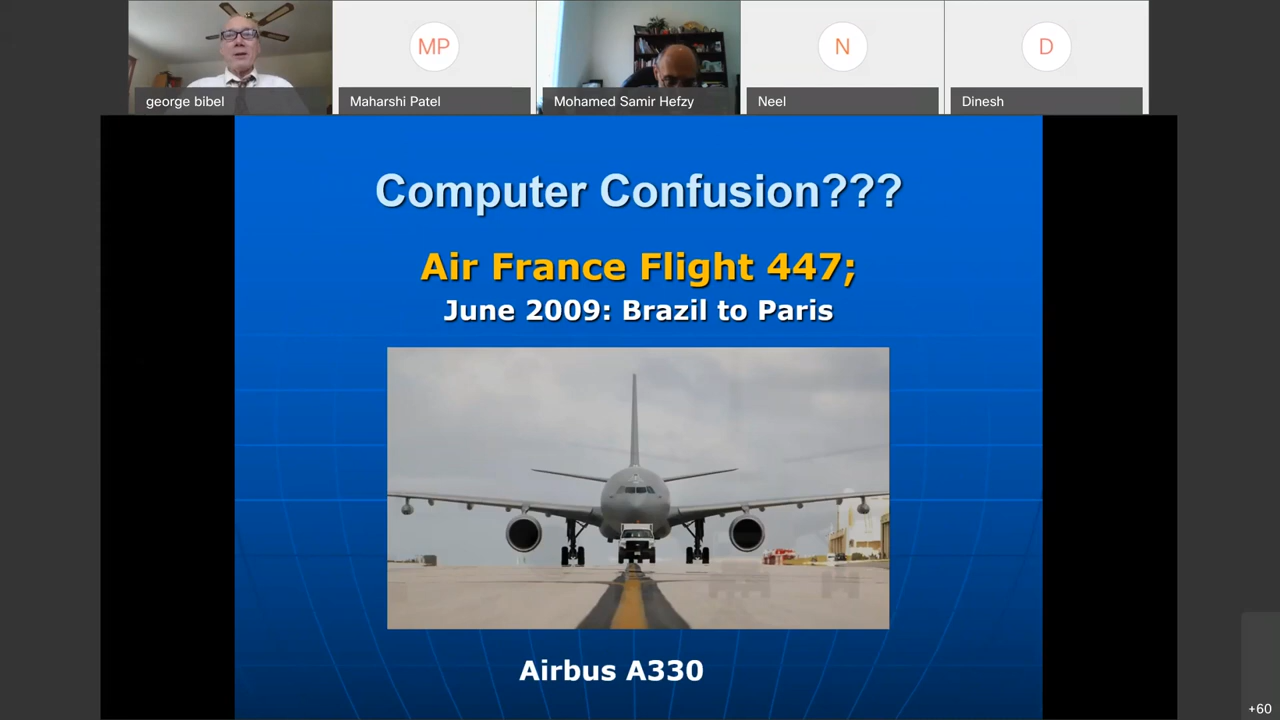 MP
N
D
george bibel
Maharshi Patel
Mohamed Samir Hefzy
Neel
Dinesh
Computer Confusion???
Air France Flight 447;
June 2009: Brazil to Paris
Airbus A330
+60